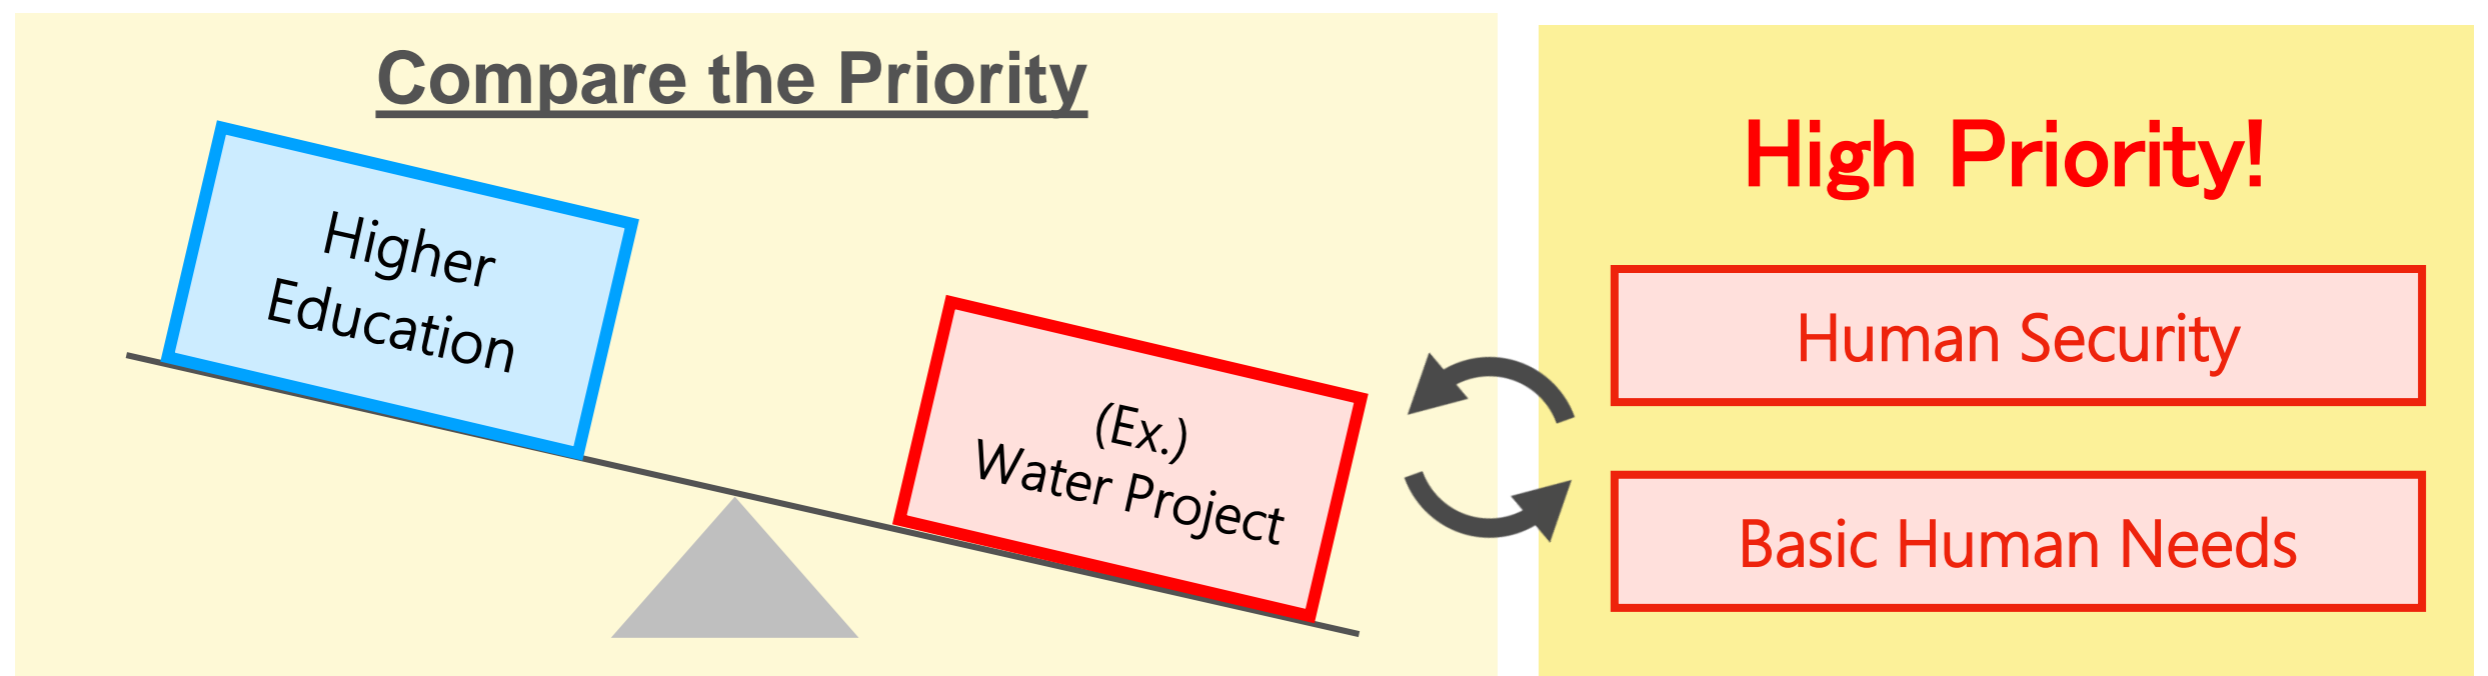 Compare the Priority
Higher
Education
(Ex.)
Water Project
High Priority!
Human Security
Basic Human Needs